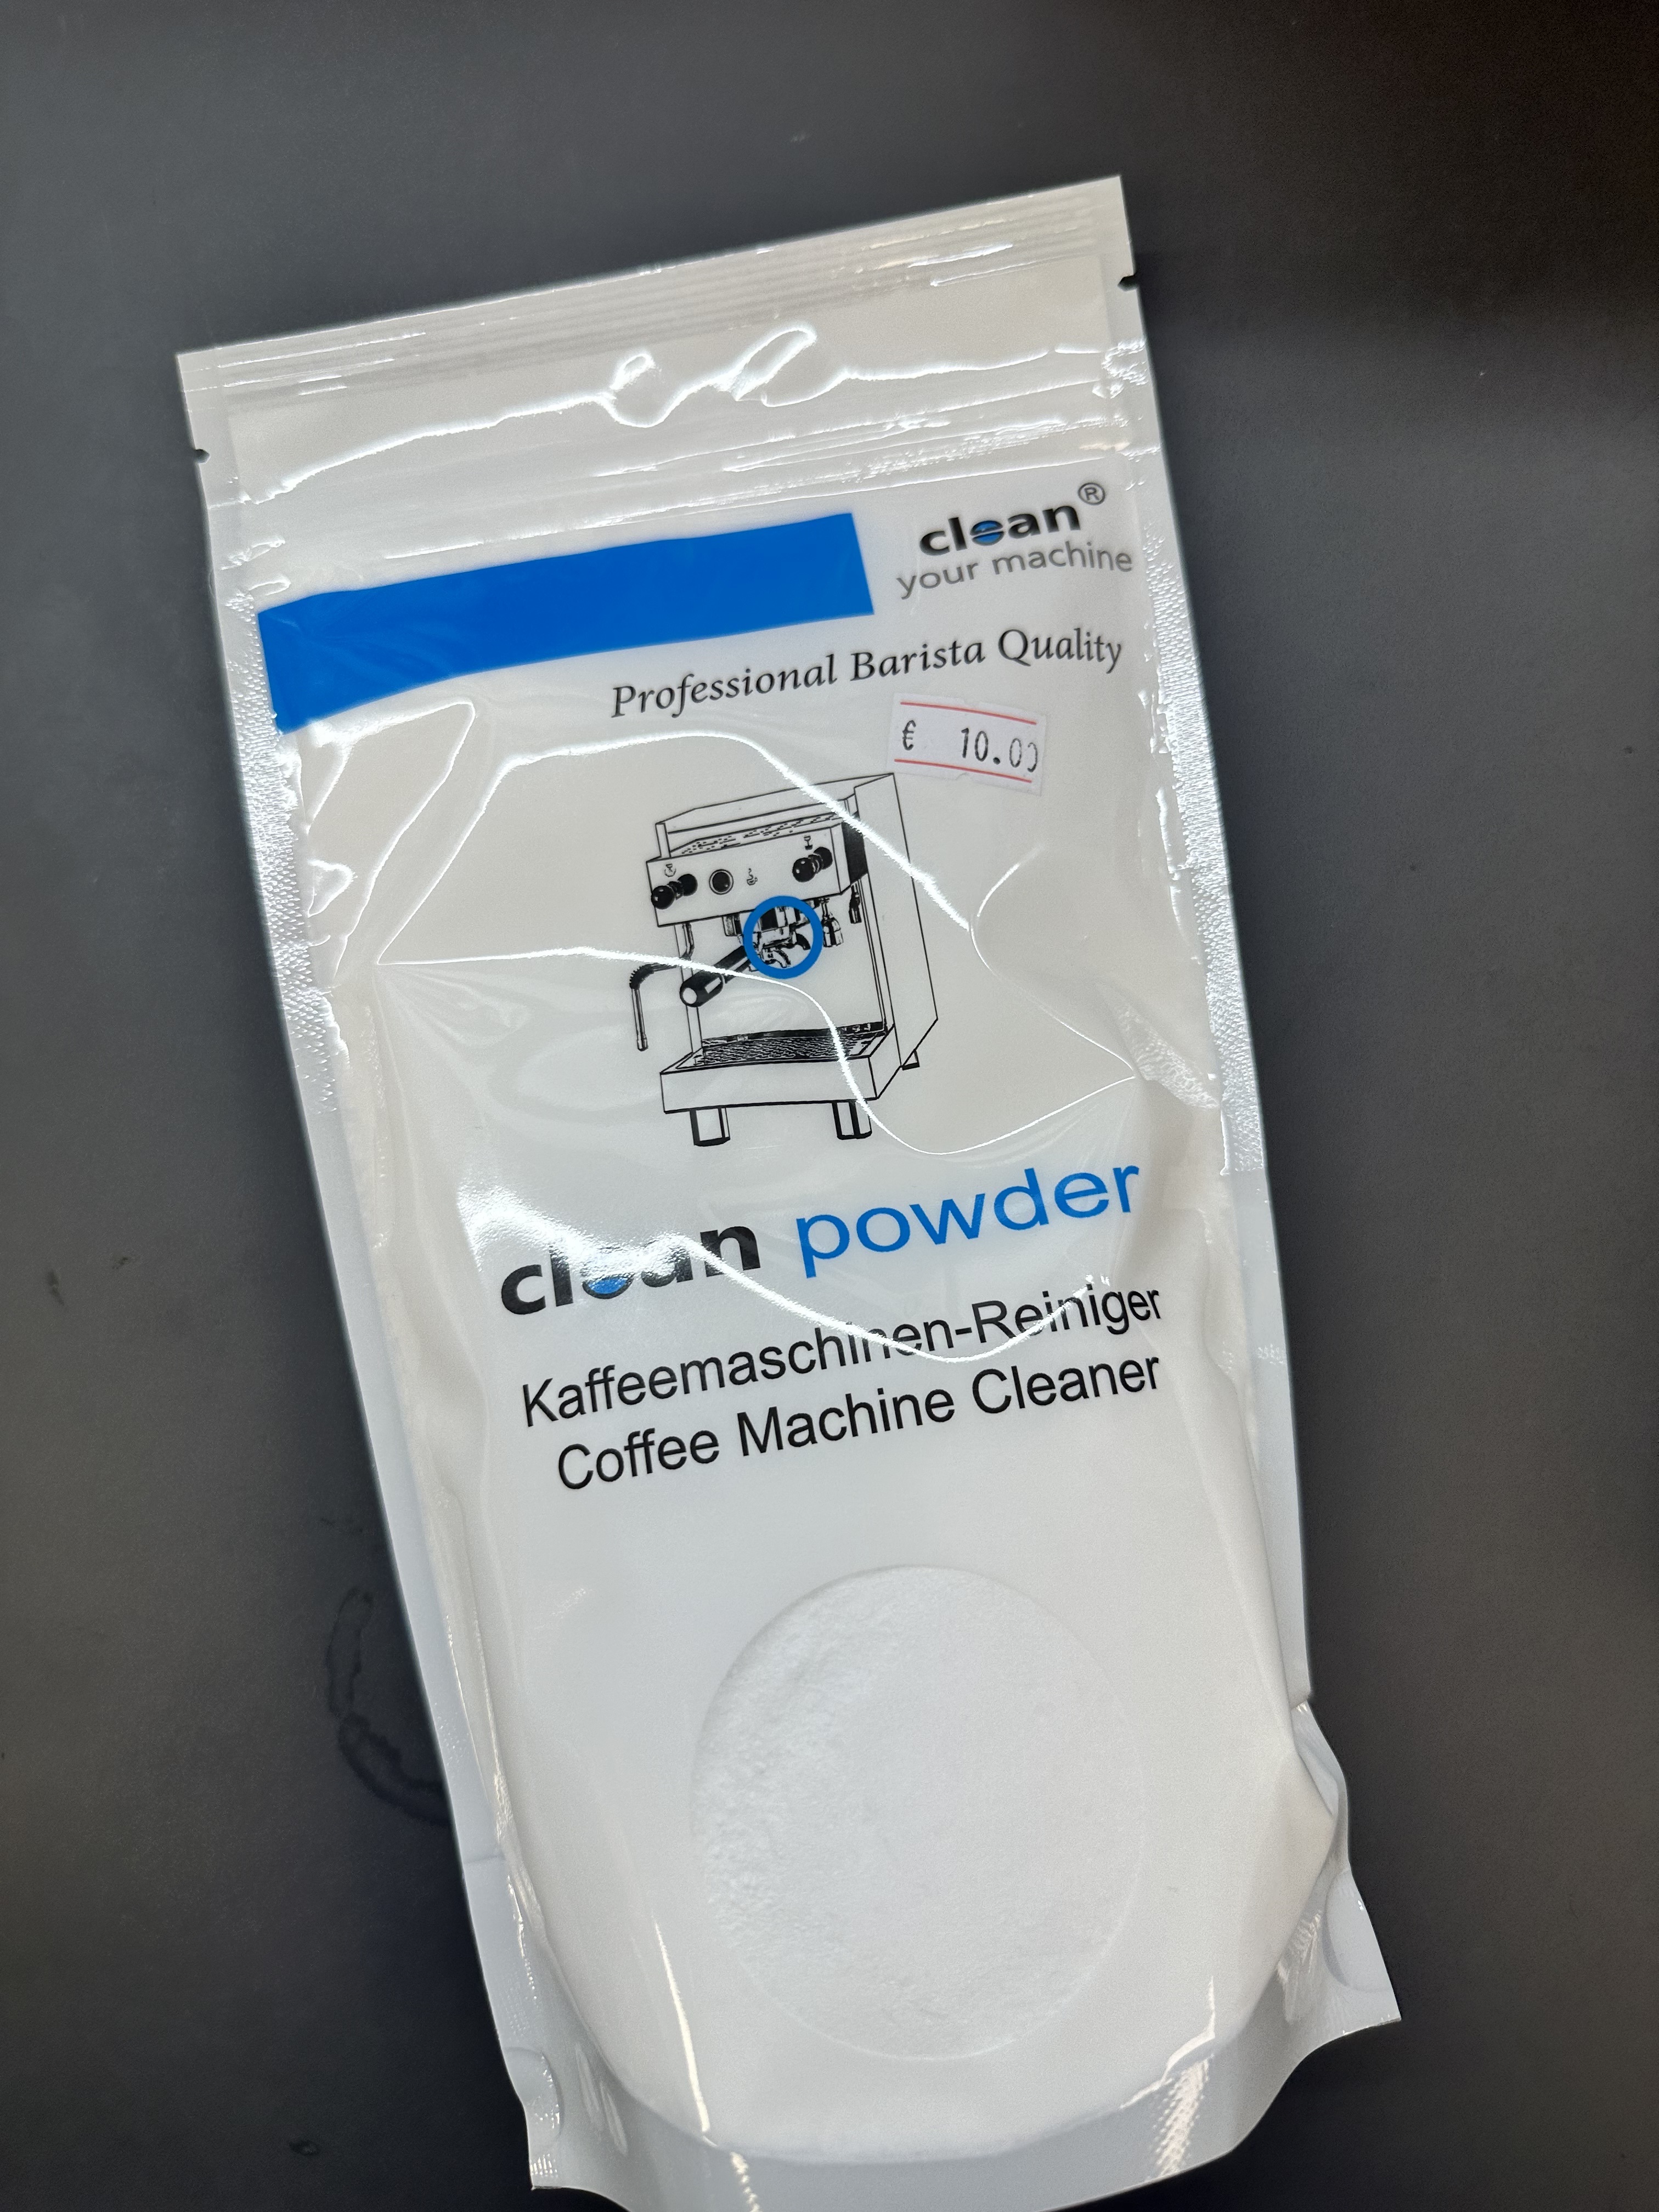 clean®
your machine
Professional Barista Quality
€ 10.00
clean powder
Kaffeemaschinen-Reiniger
Coffee Machine Cleaner